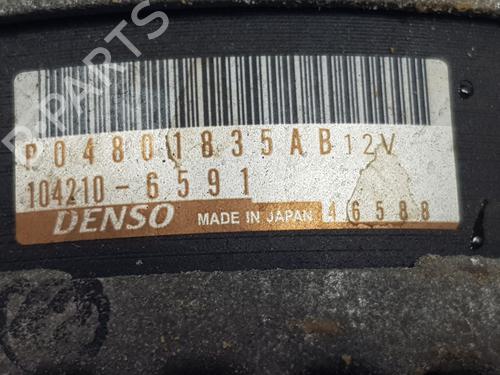 P04801835AB 12V
104210-6591
DENSO MADE IN JAPAN 46588